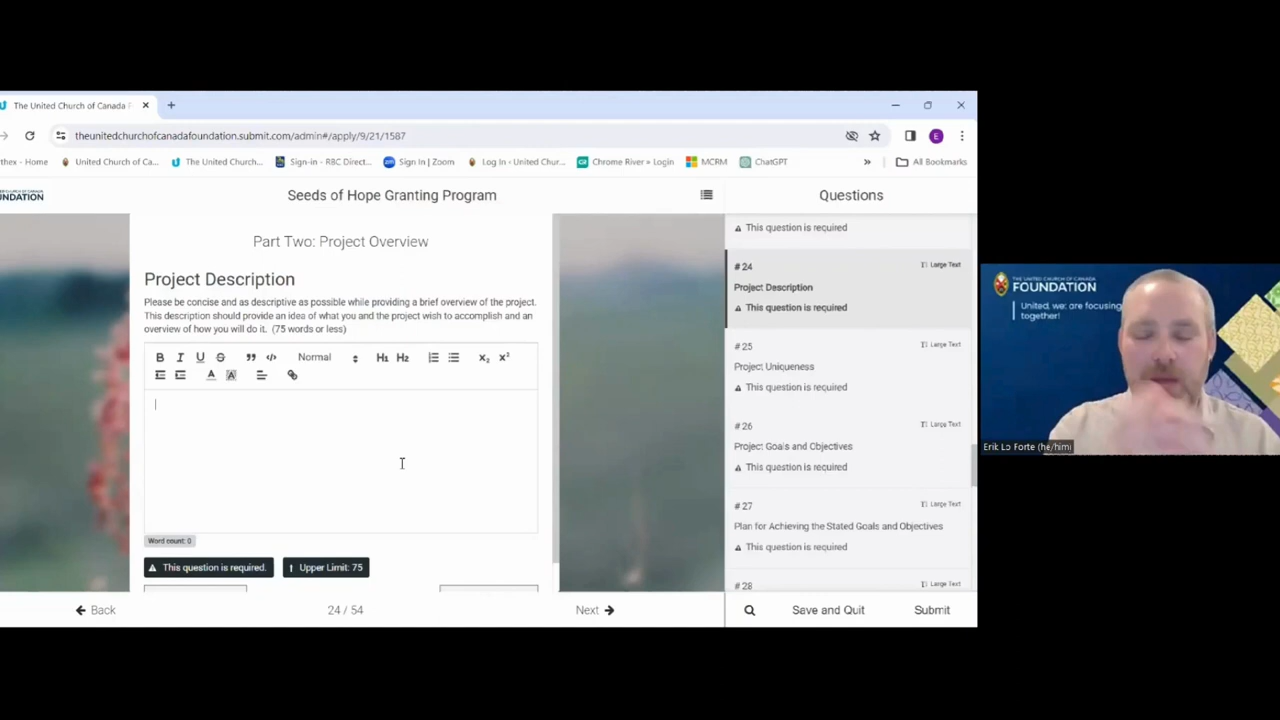 The United Church of Canada F
theunitedchurchofcanadafoundation.submit.com/admin#/apply/9/21/1587
E
rthex - Home
United Church of Ca...
The United Church...
Sign-in - RBC Direct...
Sign In | Zoom
Log In ‹ United Chur...
Chrome River » Login
MCRM
ChatGPT
»
All Bookmarks
UNDATION
Seeds of Hope Granting Program
Questions
Part Two: Project Overview
Project Description
Please be concise and as descriptive as possible while providing a brief overview of the project.
This description should provide an idea of what you and the project wish to accomplish and an
overview of how you will do it. (75 words or less)
B I U S Normal H1 H2 X₂ X²
A A
Word count: 0
This question is required.
Upper Limit: 75
Back
24 / 54
Next
This question is required
# 24
Large Text
Project Description
This question is required
# 25
Large Text
Project Uniqueness
This question is required
# 26
Large Text
Project Goals and Objectives
This question is required
# 27
Large Text
Plan for Achieving the Stated Goals and Objectives
This question is required
# 28
Large Text
Save and Quit
Submit
THE UNITED CHURCH OF CANADA
FOUNDATION
United, we: are focusing
together!
Erik Lo Forte (he/him)